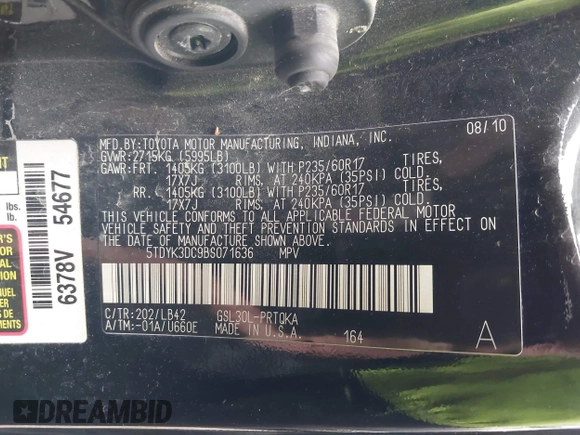 MFD.BY:TOYOTA MOTOR MANUFACTURING, INDIANA, INC. 08/10
GVWR:2715KG (5995LB)
GAWR:FRT. 1405KG (3100LB) WITH P235/60R17 TIRES,
17X7J RIMS, AT 240KPA (35PSI) COLD.
RR. 1405KG (3100LB) WITH P235/60R17 TIRES,
17X7J RIMS, AT 240KPA (35PSI) COLD.
THIS VEHICLE CONFORMS TO ALL APPLICABLE FEDERAL MOTOR
VEHICLE SAFETY AND THEFT PREVENTION STANDARDS IN EFFECT ON
THE DATE OF MANUFACTURE SHOWN ABOVE.
5TDYK3DC9BS071636 MPV
C/TR:202/LB42 GSL30L-PRTQKA
A/TM:-01A/U660E MADE IN U.S.A. 164 A
6378V 54677
lbs.
lb.
DREAMBID